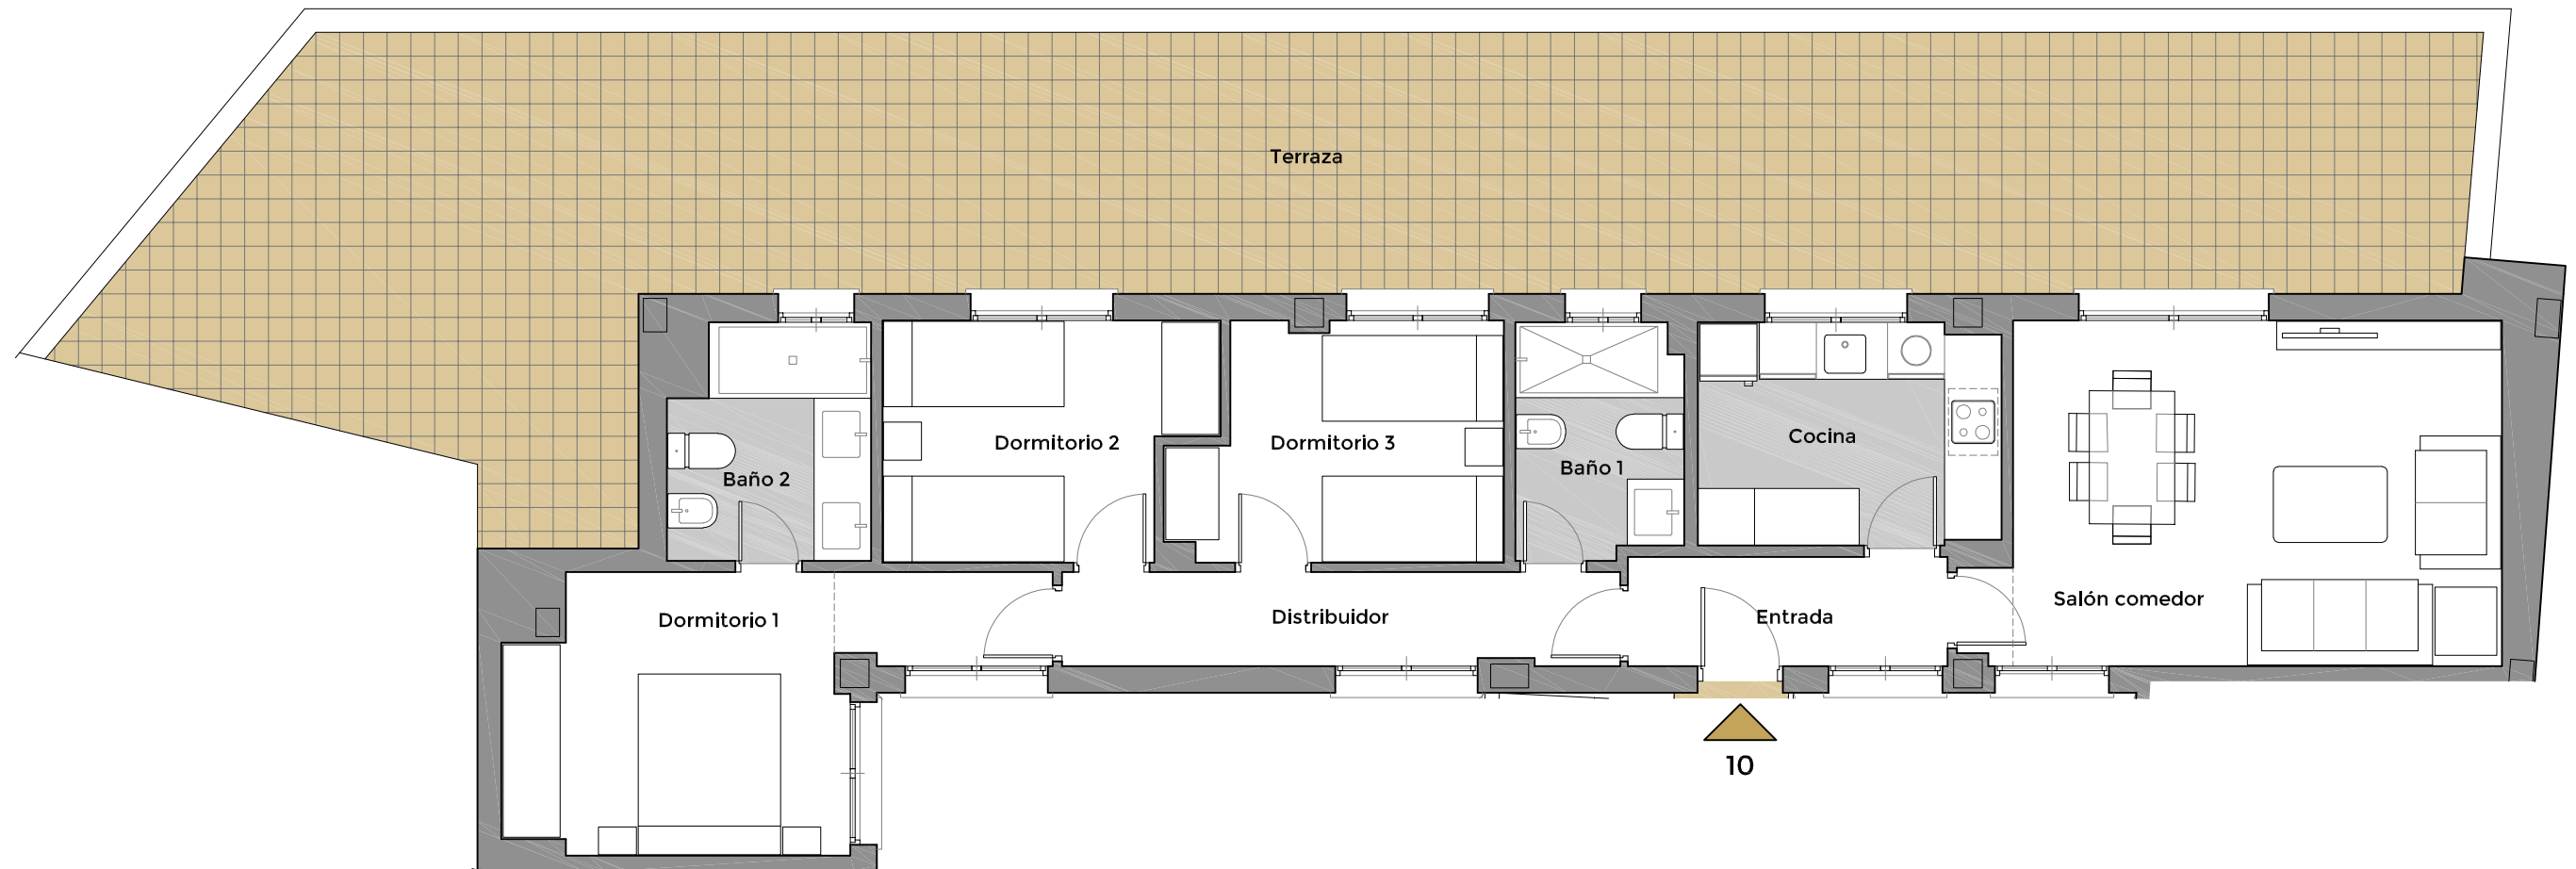 Terraza
Dormitorio 2
Dormitorio 3
Cocina
Baño 1
Baño 2
Salón comedor
Dormitorio 1
Distribuidor
Entrada
10